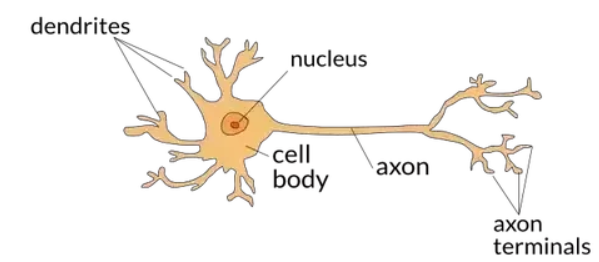 dendrites
nucleus
cell
body
axon
axon
terminals